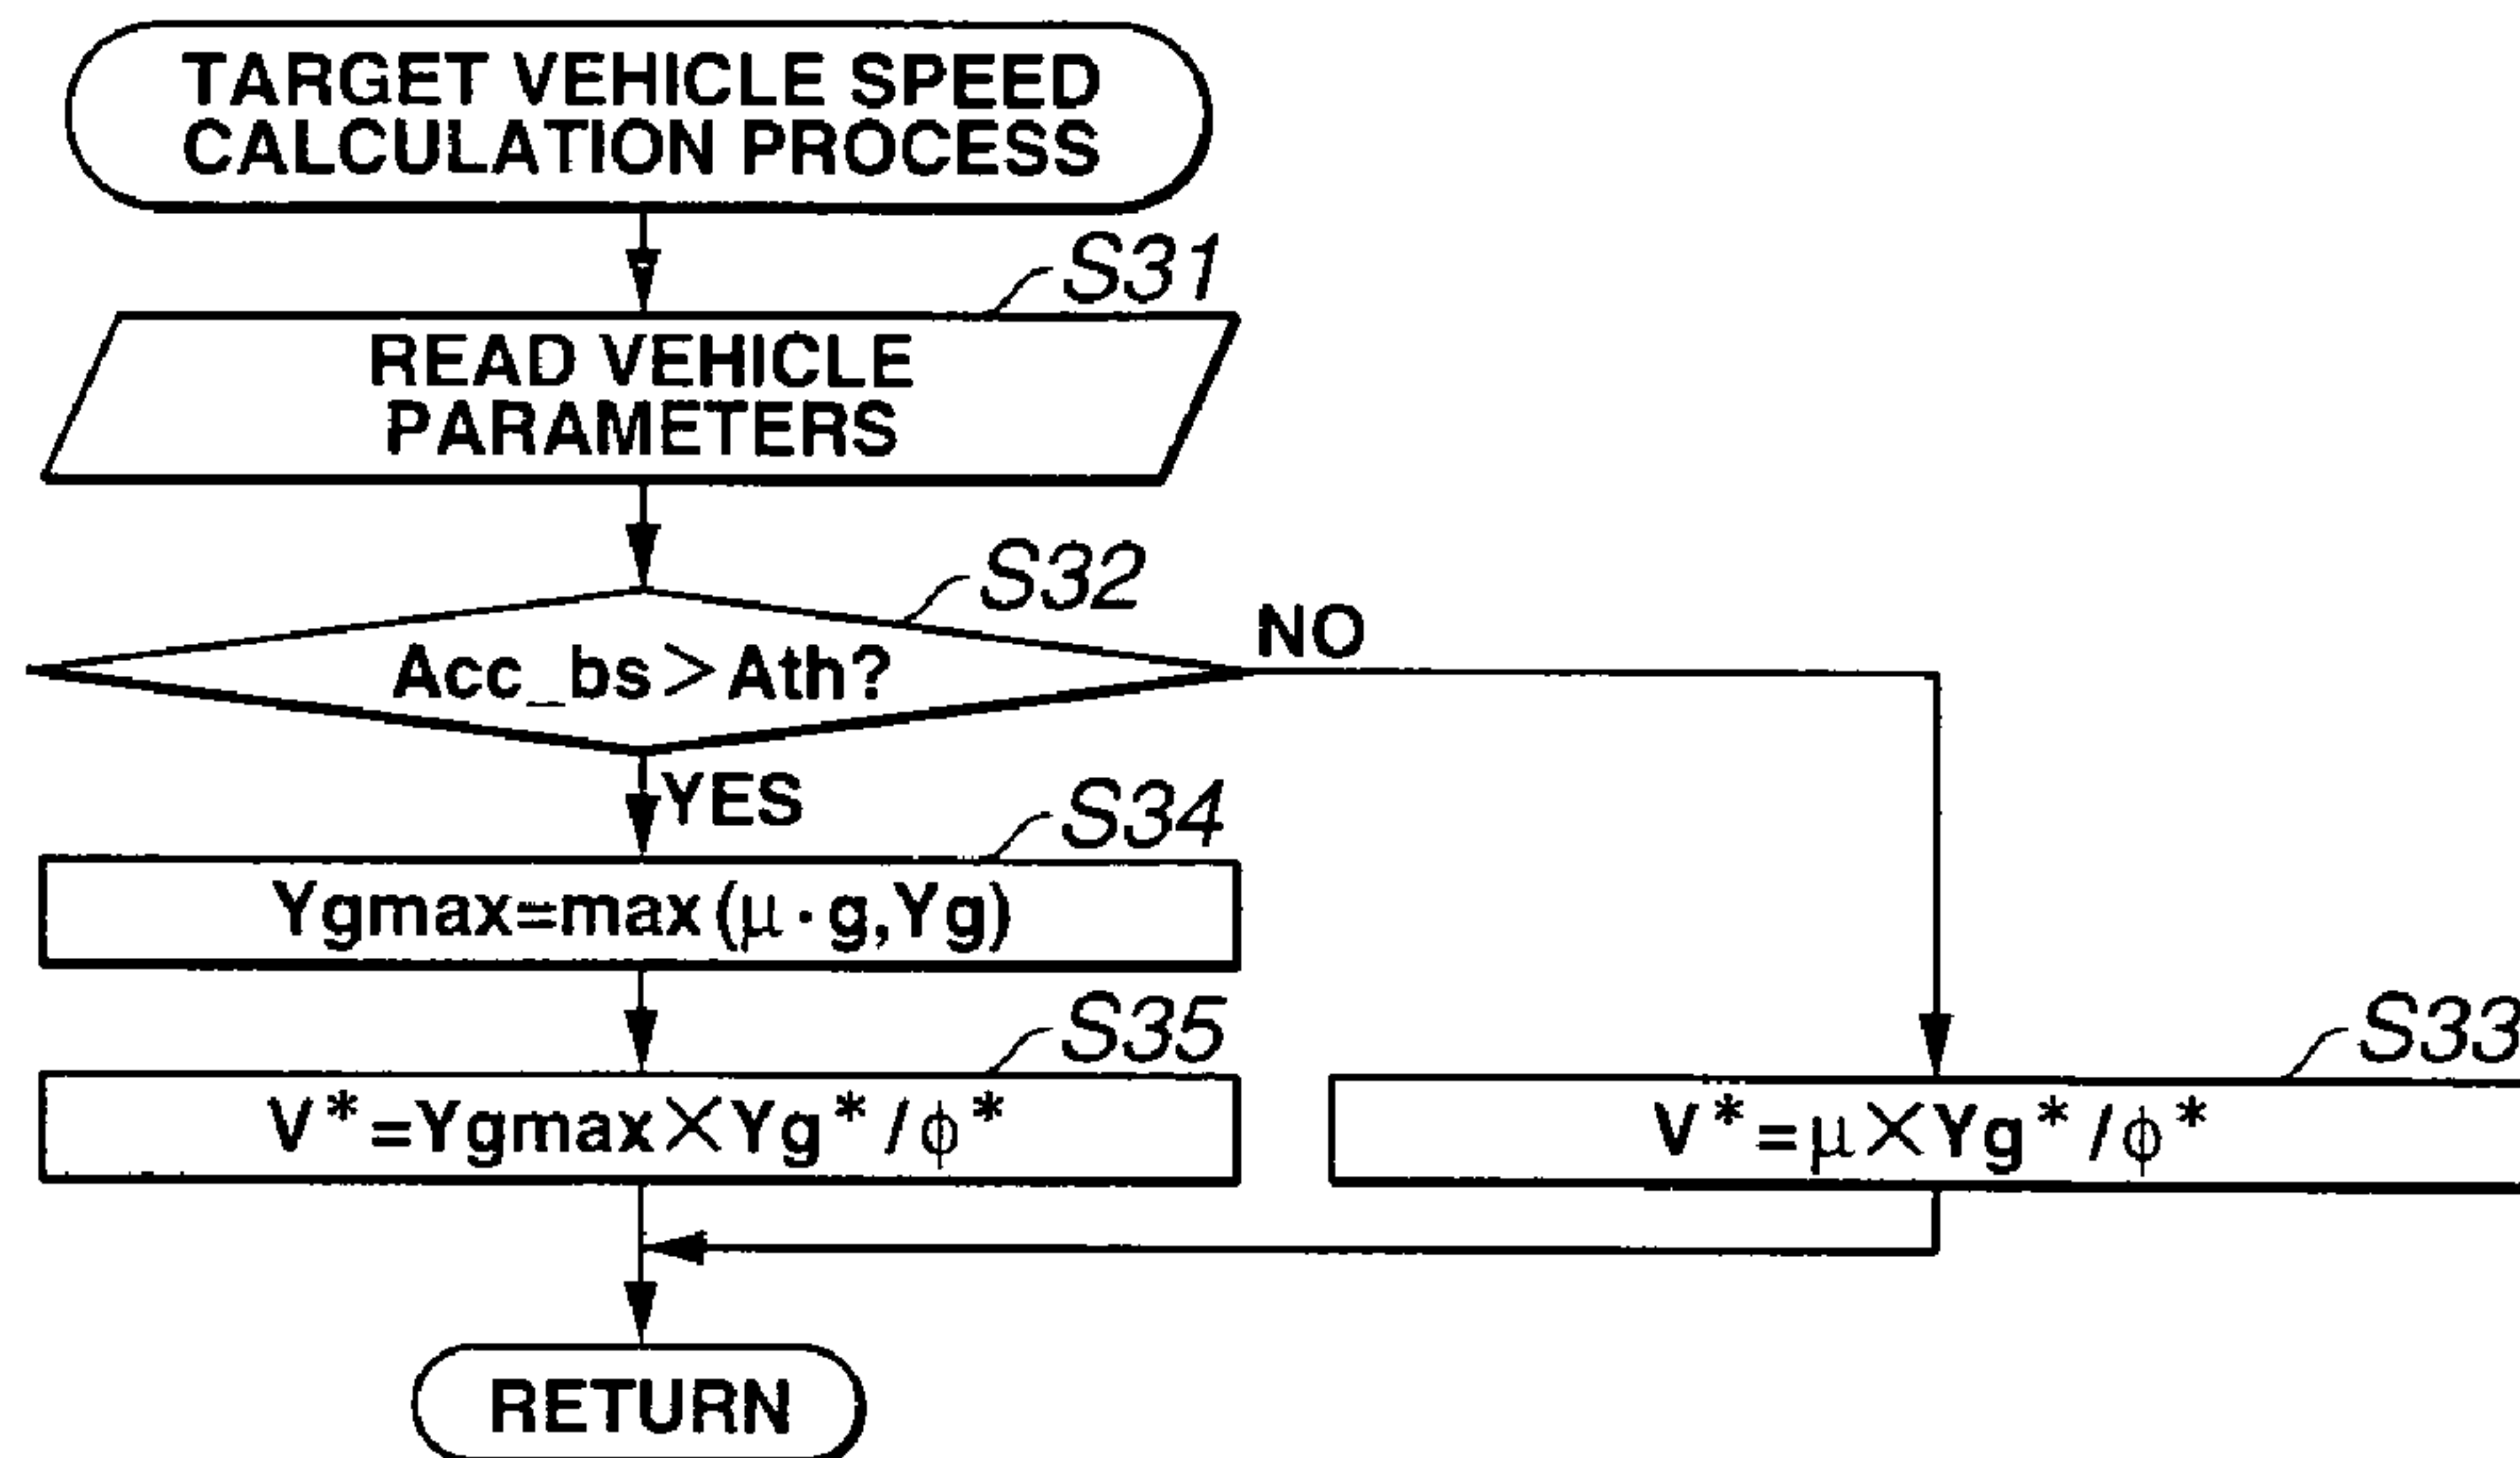 TARGET VEHICLE SPEED
CALCULATION PROCESS
S31
READ VEHICLE
PARAMETERS
S32
Acc_bs>Ath?
NO
YES
S34
Ygmax=max(μ·g,Yg)
S35
V*=Ygmax×Yg*/ϕ*
S33
V*=μ×Yg*/ϕ*
RETURN